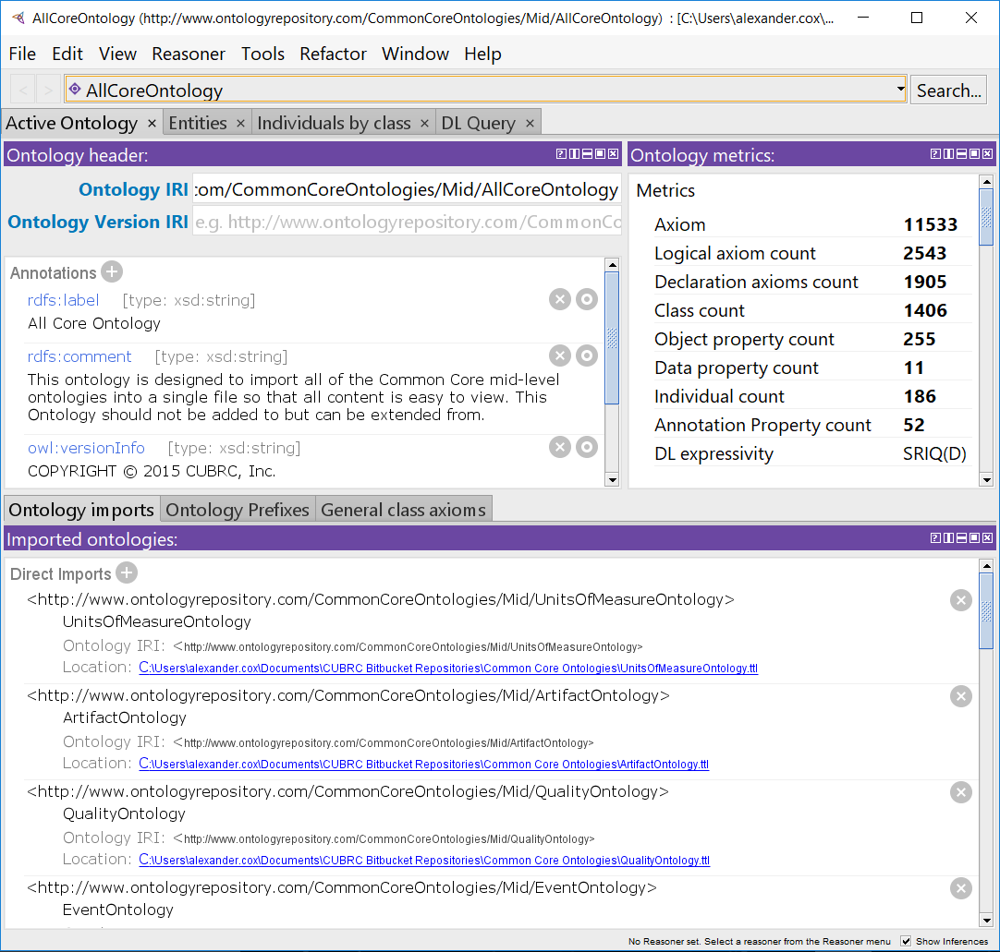 AllCoreOntology (http://www.ontologyrepository.com/CommonCoreOntologies/Mid/AllCoreOntology) : [C:\Users\alexander.cox\...
File Edit View Reasoner Tools Refactor Window Help
< > AllCoreOntology Search...
Active Ontology × Entities × Individuals by class × DL Query ×
Ontology header:
Ontology IRI :om/CommonCoreOntologies/Mid/AllCoreOntology
Ontology Version IRI e.g. http://www.ontologyrepository.com/CommonCo
Annotations
rdfs:label [type: xsd:string]
All Core Ontology
rdfs:comment [type: xsd:string]
This ontology is designed to import all of the Common Core mid-level
ontologies into a single file so that all content is easy to view. This
Ontology should not be added to but can be extended from.
owl:versionInfo [type: xsd:string]
COPYRIGHT © 2015 CUBRC, Inc.
Ontology metrics:
Metrics
Axiom 11533
Logical axiom count 2543
Declaration axioms count 1905
Class count 1406
Object property count 255
Data property count 11
Individual count 186
Annotation Property count 52
DL expressivity SRIQ(D)
Ontology imports Ontology Prefixes General class axioms
Imported ontologies:
Direct Imports
<http://www.ontologyrepository.com/CommonCoreOntologies/Mid/UnitsOfMeasureOntology>
UnitsOfMeasureOntology
Ontology IRI: <http://www.ontologyrepository.com/CommonCoreOntologies/Mid/UnitsOfMeasureOntology>
Location: C:\Users\alexander.cox\Documents\CUBRC Bitbucket Repositories\Common Core Ontologies\UnitsOfMeasureOntology.ttl
<http://www.ontologyrepository.com/CommonCoreOntologies/Mid/ArtifactOntology>
ArtifactOntology
Ontology IRI: <http://www.ontologyrepository.com/CommonCoreOntologies/Mid/ArtifactOntology>
Location: C:\Users\alexander.cox\Documents\CUBRC Bitbucket Repositories\Common Core Ontologies\ArtifactOntology.ttl
<http://www.ontologyrepository.com/CommonCoreOntologies/Mid/QualityOntology>
QualityOntology
Ontology IRI: <http://www.ontologyrepository.com/CommonCoreOntologies/Mid/QualityOntology>
Location: C:\Users\alexander.cox\Documents\CUBRC Bitbucket Repositories\Common Core Ontologies\QualityOntology.ttl
<http://www.ontologyrepository.com/CommonCoreOntologies/Mid/EventOntology>
EventOntology
No Reasoner set. Select a reasoner from the Reasoner menu Show Inferences